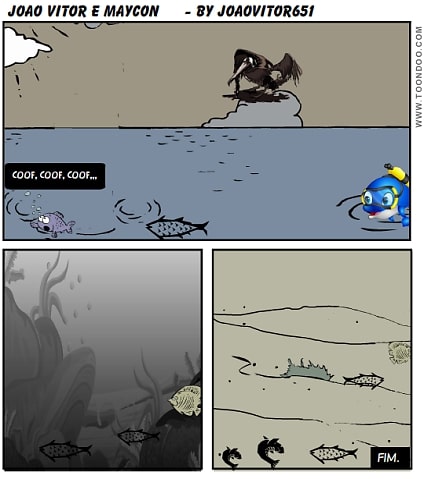 JOAO VITOR E MAYCON - BY JOAOVITOR651
WWW.TOONDOO.COM
COOF, COOF, COOF...
FIM.